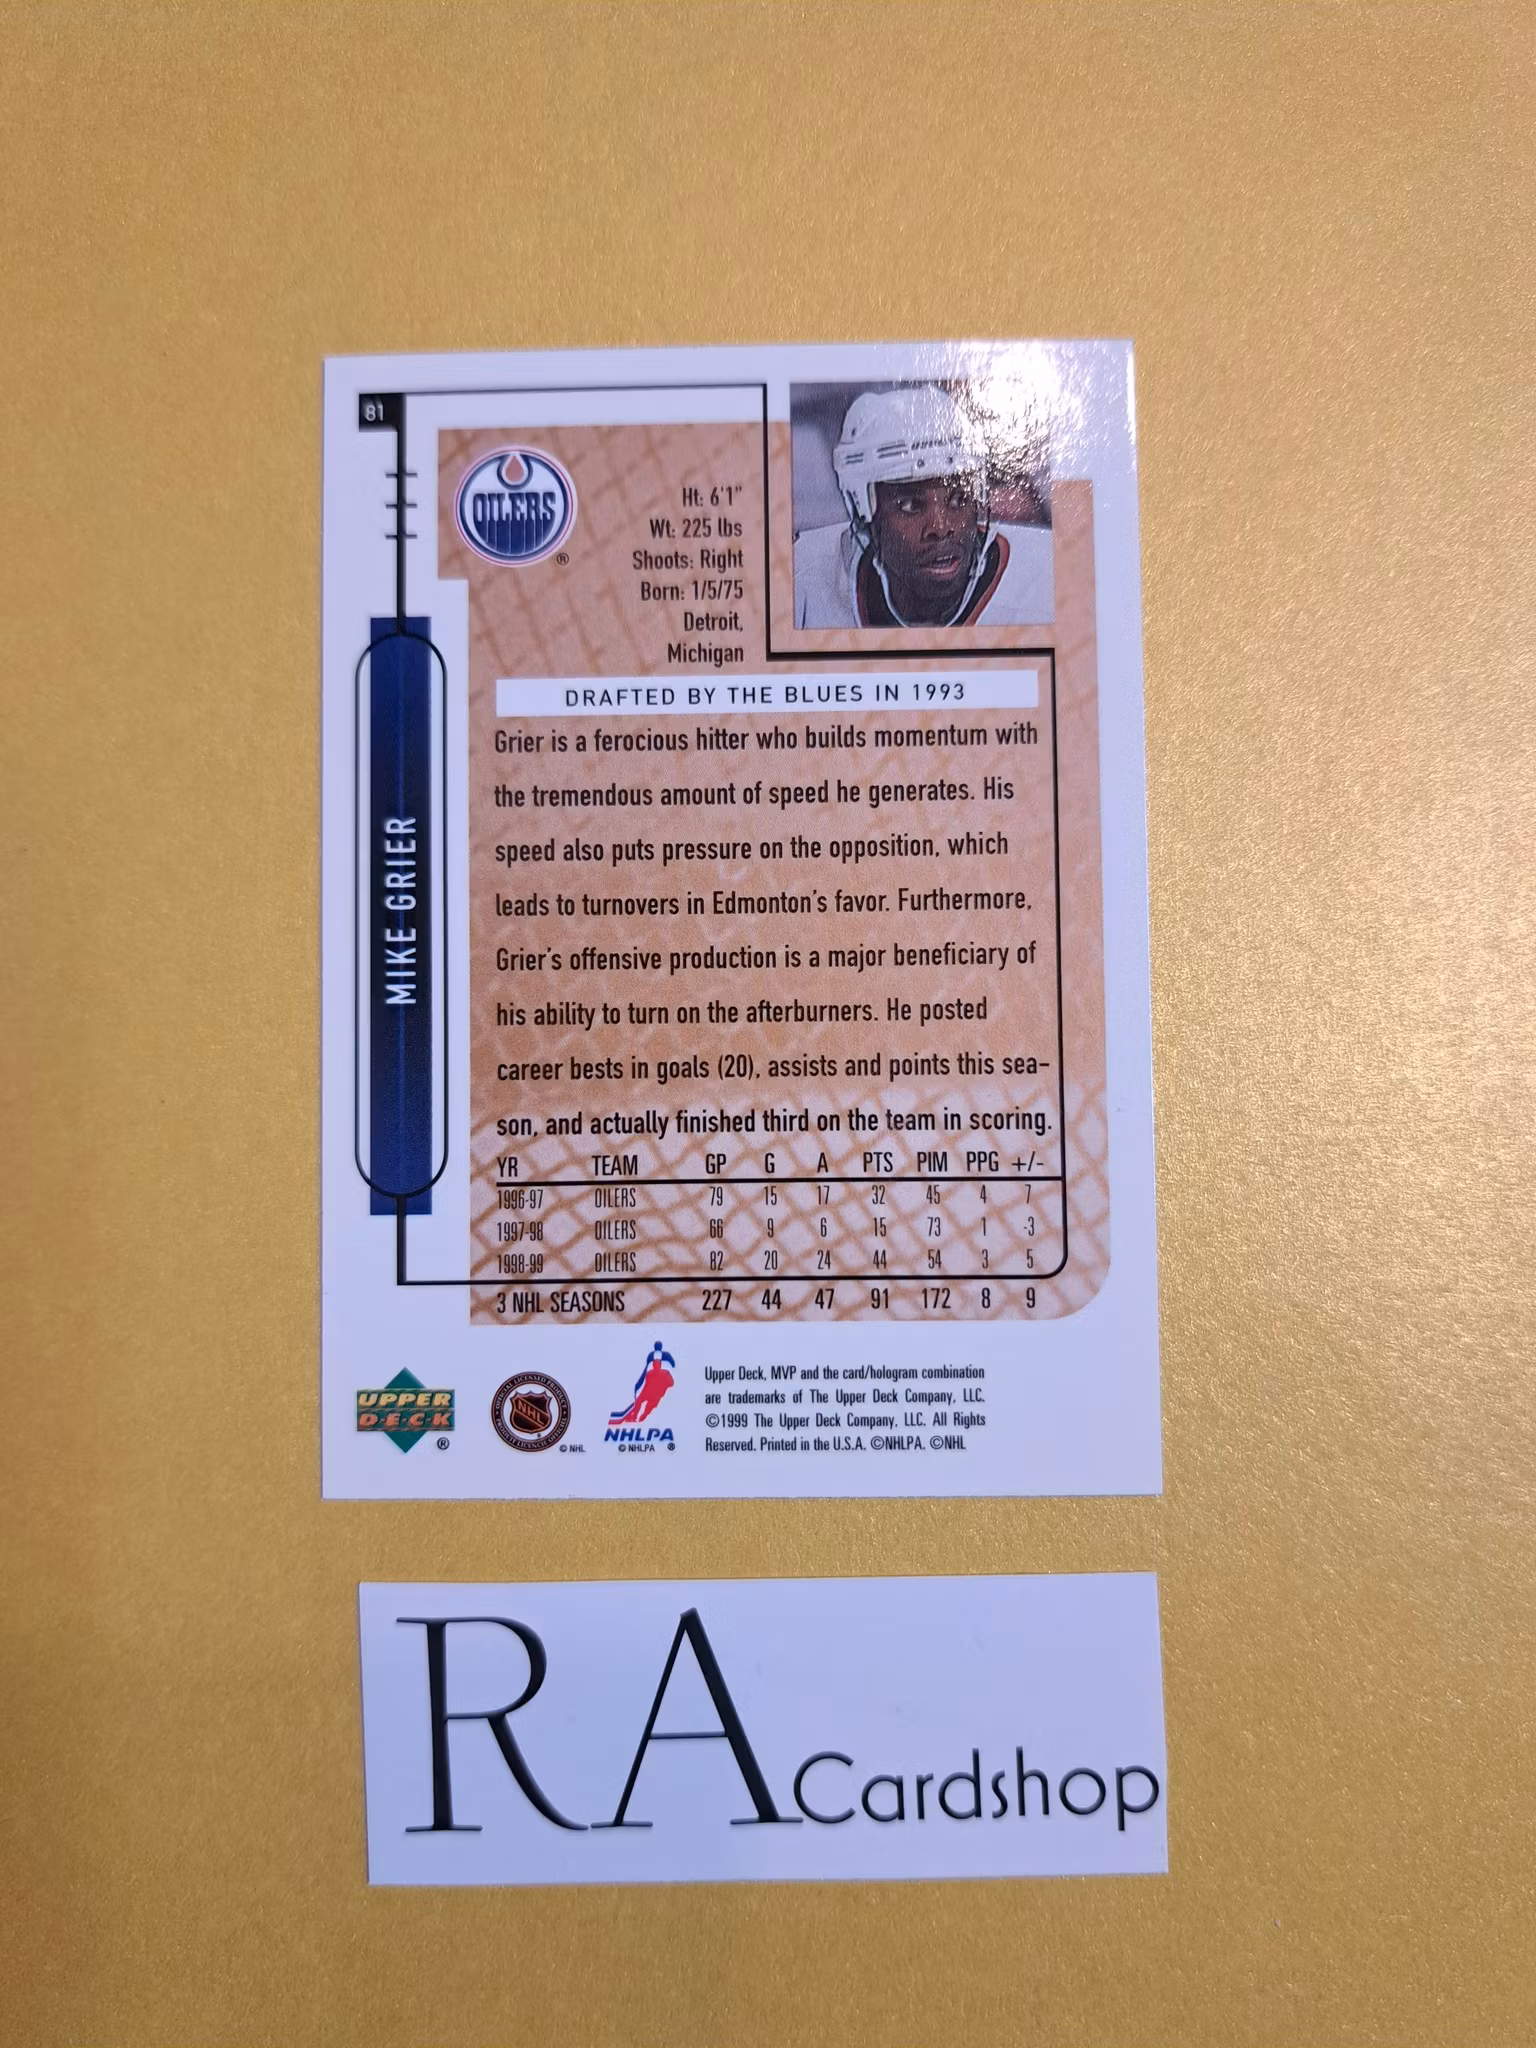 81
OILERS
®
Ht: 6'1"
Wt: 225 lbs
Shoots: Right
Born: 1/5/75
Detroit,
Michigan
DRAFTED BY THE BLUES IN 1993
MIKE GRIER
Grier is a ferocious hitter who builds momentum with
the tremendous amount of speed he generates. His
speed also puts pressure on the opposition, which
leads to turnovers in Edmonton's favor. Furthermore,
Grier's offensive production is a major beneficiary of
his ability to turn on the afterburners. He posted
career bests in goals (20), assists and points this sea-
son, and actually finished third on the team in scoring.
YR TEAM GP G A PTS PIM PPG +/-
1996-97 OILERS 79 15 17 32 45 4 7
1997-98 OILERS 66 9 6 15 73 1 -3
1998-99 OILERS 82 20 24 44 54 3 5
3 NHL SEASONS 227 44 47 91 172 8 9
UPPER
DECK
®
NHL
© NHL
NHLPA
© NHLPA ®
Upper Deck, MVP and the card/hologram combination
are trademarks of The Upper Deck Company, LLC.
©1999 The Upper Deck Company, LLC. All Rights
Reserved. Printed in the U.S.A. ©NHLPA. ©NHL
RA Cardshop